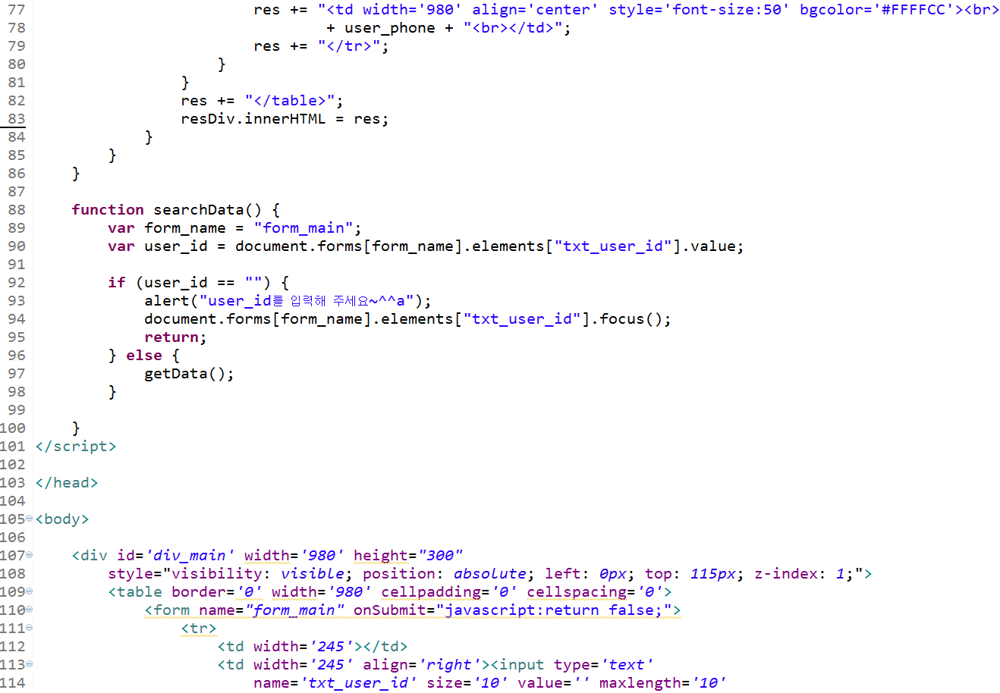 77 res += "<td width='980' align='center' style='font-size:50' bgcolor='#FFFFCC'><br>
78 + user_phone + "<br></td>";
79 res += "</tr>";
80 }
81 }
82 res += "</table>";
83 resDiv.innerHTML = res;
84 }
85 }
86 }
87
88 function searchData() {
89 var form_name = "form_main";
90 var user_id = document.forms[form_name].elements["txt_user_id"].value;
91
92 if (user_id == "") {
93 alert("user_id를 입력해 주세요~^^a");
94 document.forms[form_name].elements["txt_user_id"].focus();
95 return;
96 } else {
97 getData();
98 }
99
100 }
101 </script>
102
103 </head>
104
105 <body>
106
107 <div id='div_main' width='980' height="300"
108 style="visibility: visible; position: absolute; left: 0px; top: 115px; z-index: 1;">
109 <table border='0' width='980' cellpadding='0' cellspacing='0'>
110 <form name="form_main" onSubmit="javascript:return false;">
111 <tr>
112 <td width='245'></td>
113 <td width='245' align='right'><input type='text'
114 name='txt_user_id' size='10' value='' maxlength='10'